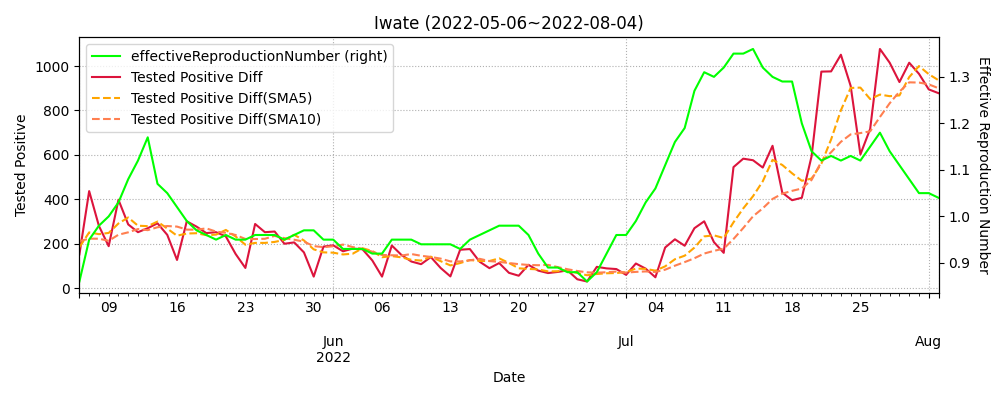 Iwate (2022-05-06~2022-08-04)
effectiveReproductionNumber (right)
Tested Positive Diff
Tested Positive Diff(SMA5)
Tested Positive Diff(SMA10)
Tested Positive
1000
800
600
400
200
0
1.3
1.2
1.1
1.0
0.9
Effective Reproduction Number
09 16 23 30 06 13 20 27 04 11 18 25
Jun Jul Aug
2022
Date